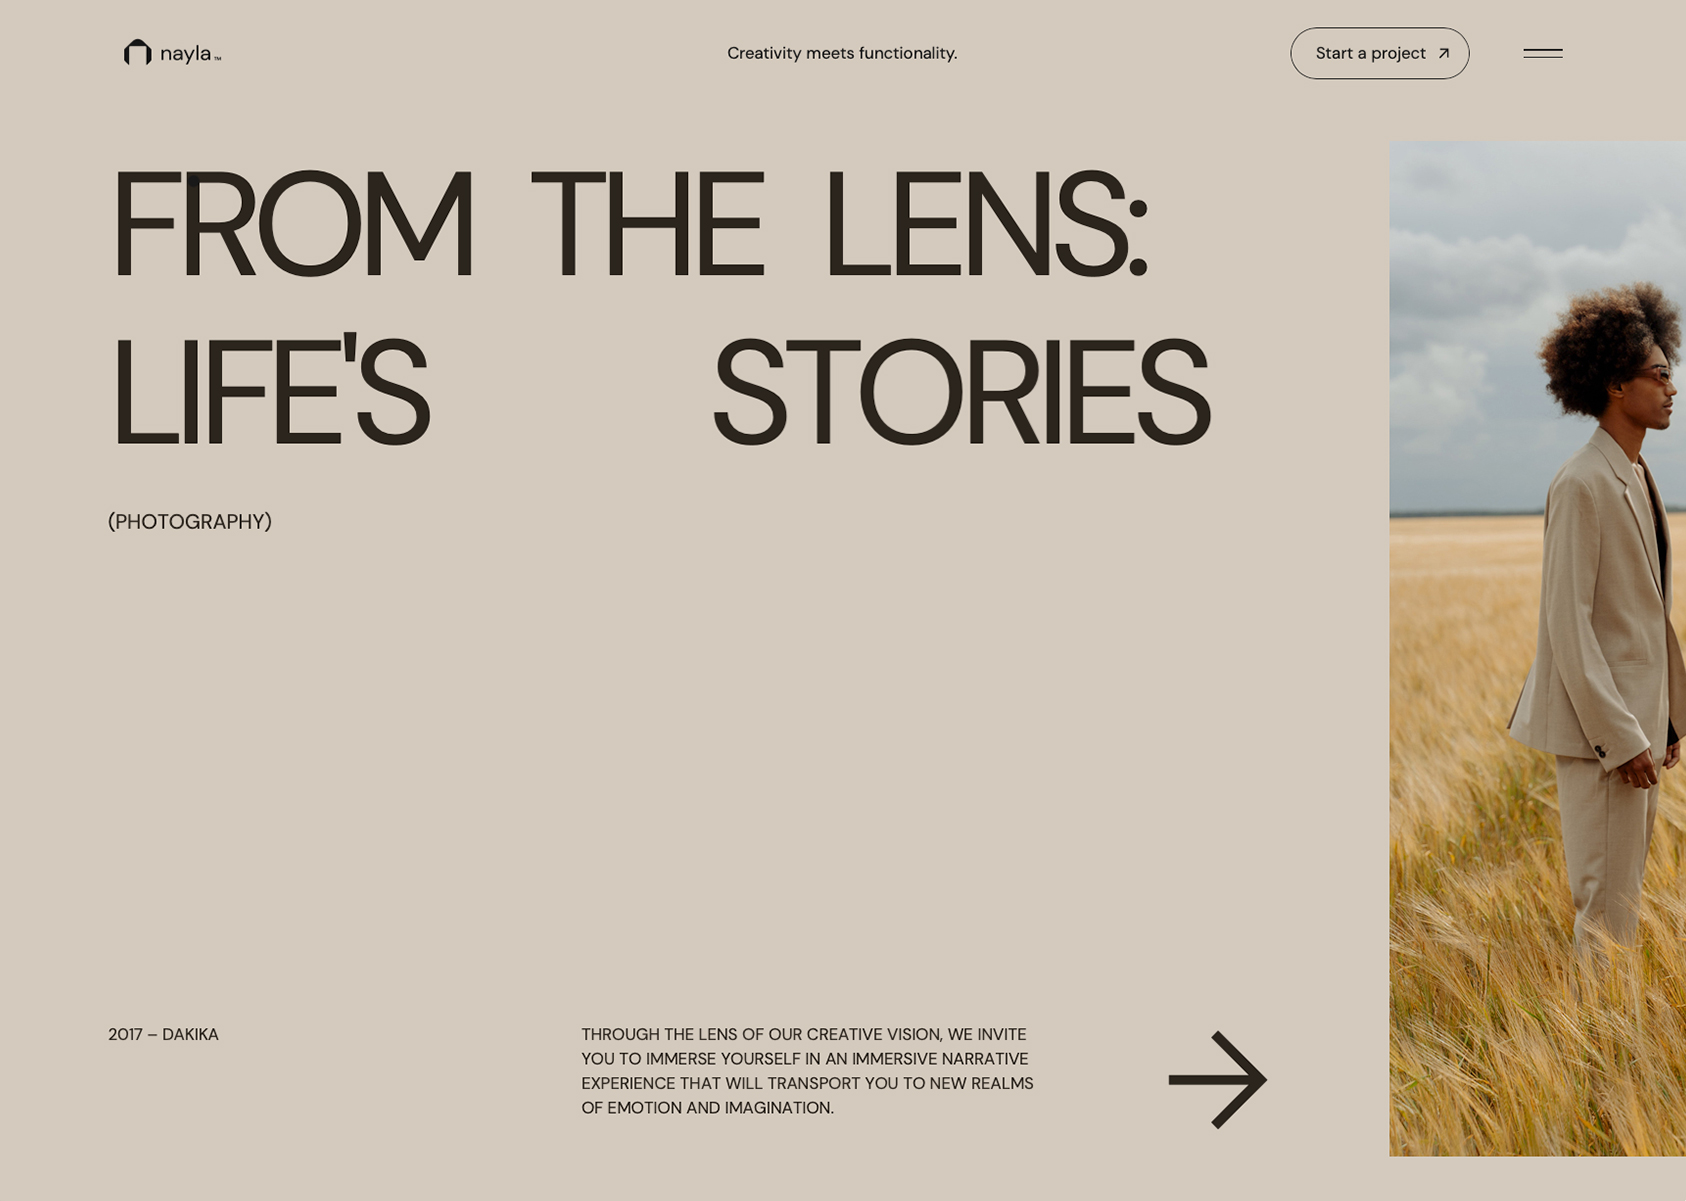 nayla™
Creativity meets functionality.
Start a project
FROM THE LENS:
LIFE'S STORIES
(PHOTOGRAPHY)
2017 – DAKIKA
THROUGH THE LENS OF OUR CREATIVE VISION, WE INVITE
YOU TO IMMERSE YOURSELF IN AN IMMERSIVE NARRATIVE
EXPERIENCE THAT WILL TRANSPORT YOU TO NEW REALMS
OF EMOTION AND IMAGINATION.